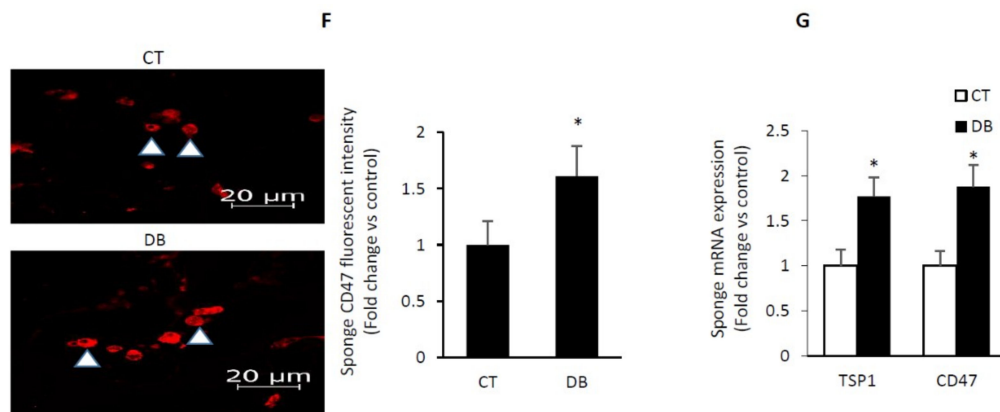 F
G
CT
20 µm
DB
20 µm
Sponge CD47 fluorescent intensity
(Fold change vs control)
2
1.5
1
0.5
0
*
CT
DB
CT
DB
Sponge mRNA expression
(Fold change vs control)
2.5
2
1.5
1
0.5
0
*
*
TSP1
CD47